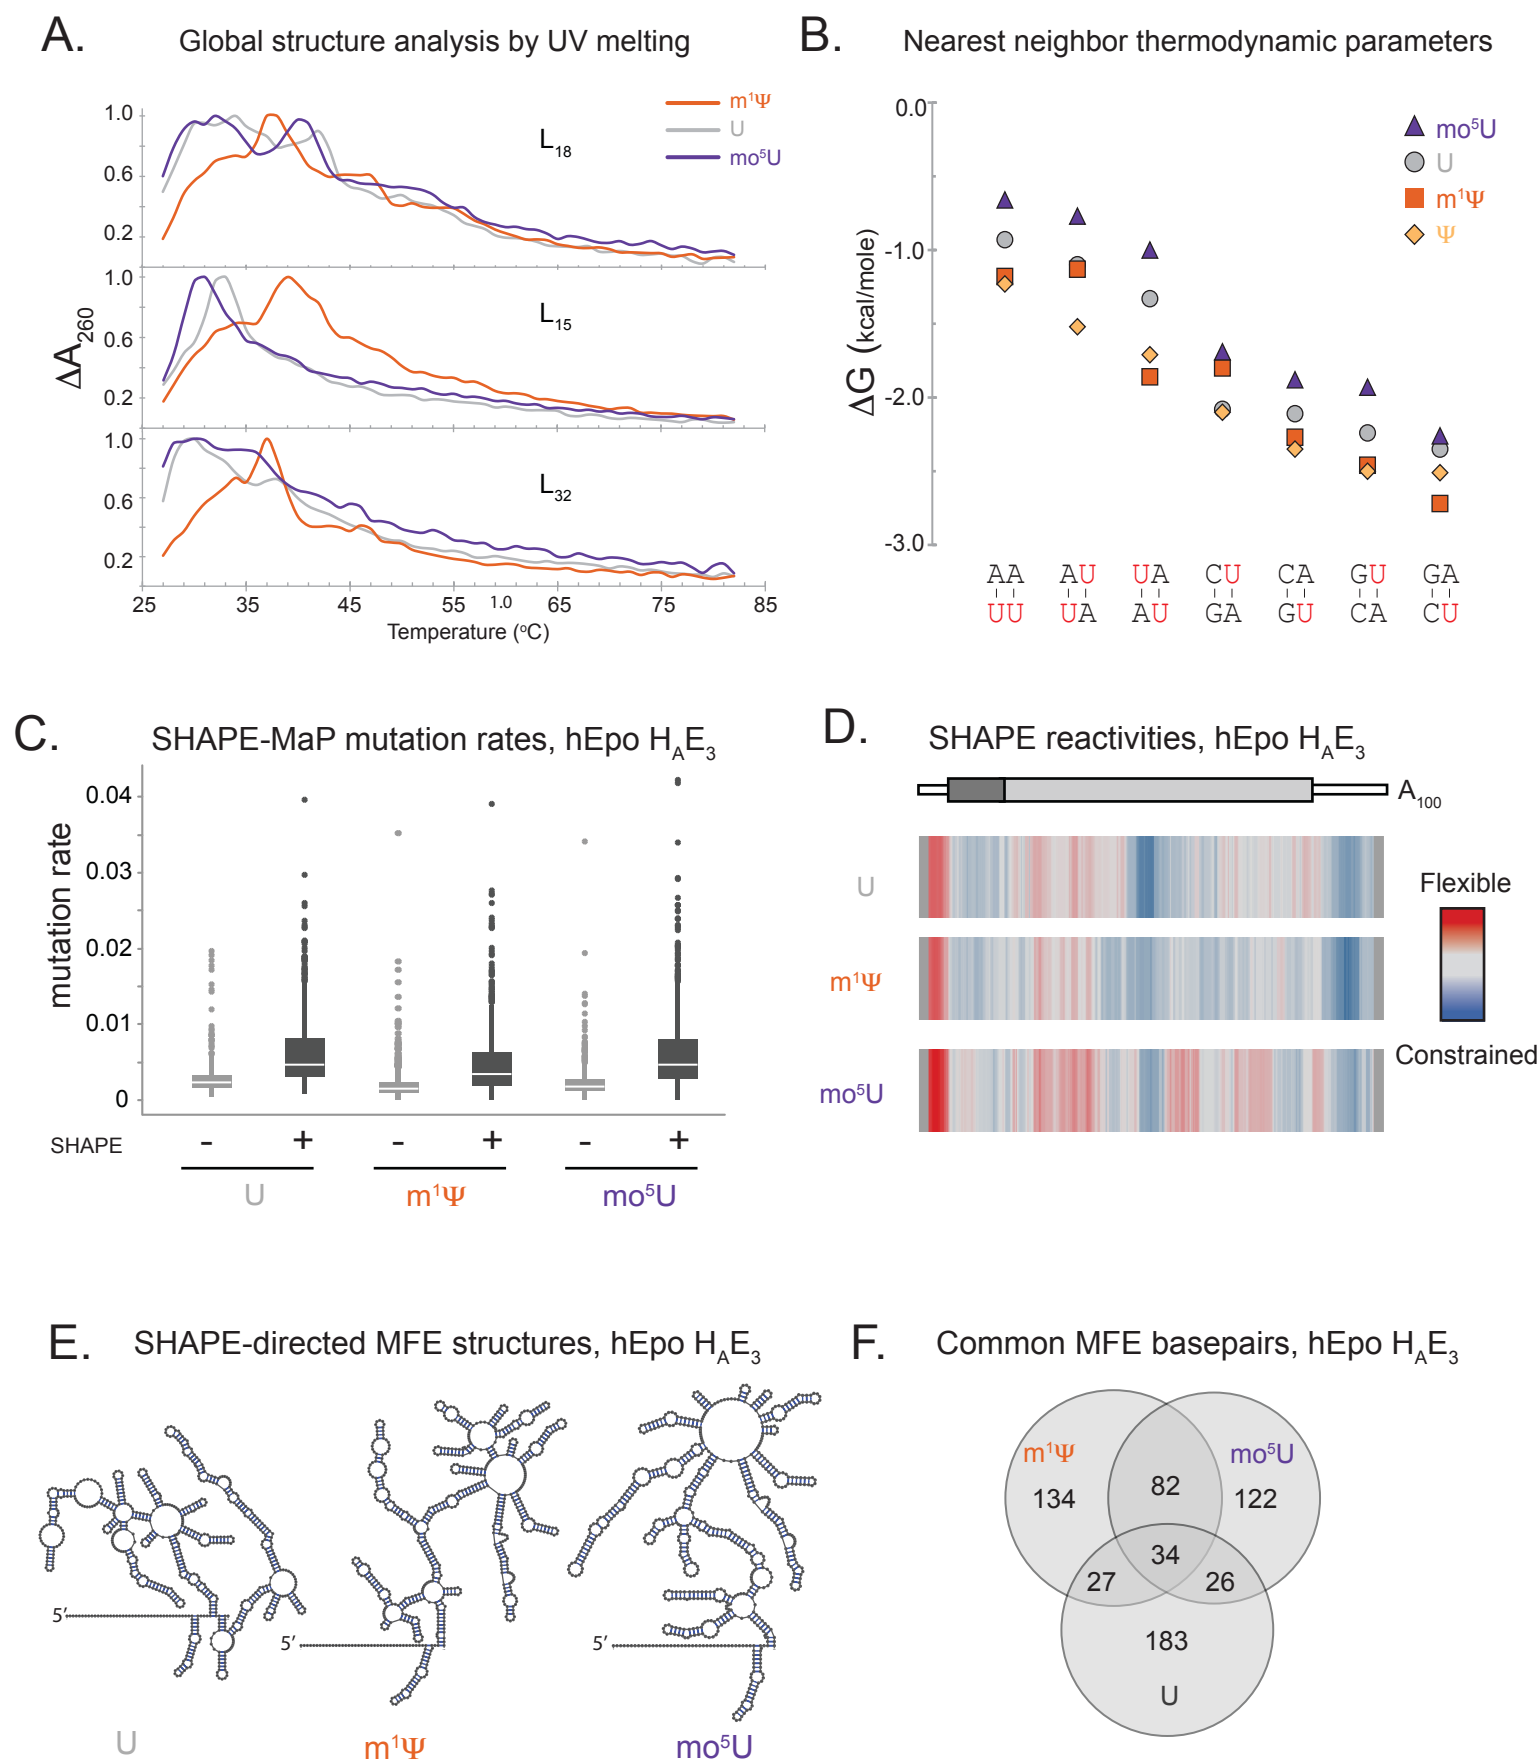 A. Global structure analysis by UV melting
m¹Ψ
U
mo⁵U
L₁₈
1.0
0.6
0.2
L₁₅
1.0
0.6
0.2
L₃₂
1.0
0.6
0.2
ΔA₂₆₀
25 35 45 55 1.0 65 75 85
Temperature (°C)
B. Nearest neighbor thermodynamic parameters
0.0
-1.0
-2.0
-3.0
ΔG (kcal/mole)
mo⁵U
U
m¹Ψ
Ψ
AA AU UA CU CA GU GA
UU UA AU GA GU CA CU
C. SHAPE-MaP mutation rates, hEpo H_AE₃
mutation rate
0.04
0.03
0.02
0.01
0
SHAPE - + - + - +
U m¹Ψ mo⁵U
D. SHAPE reactivities, hEpo H_AE₃
A₁₀₀
U
m¹Ψ
mo⁵U
Flexible
Constrained
E. SHAPE-directed MFE structures, hEpo H_AE₃
5′
5′
5′
U m¹Ψ mo⁵U
F. Common MFE basepairs, hEpo H_AE₃
m¹Ψ mo⁵U
134 82 122
34
27 26
183
U